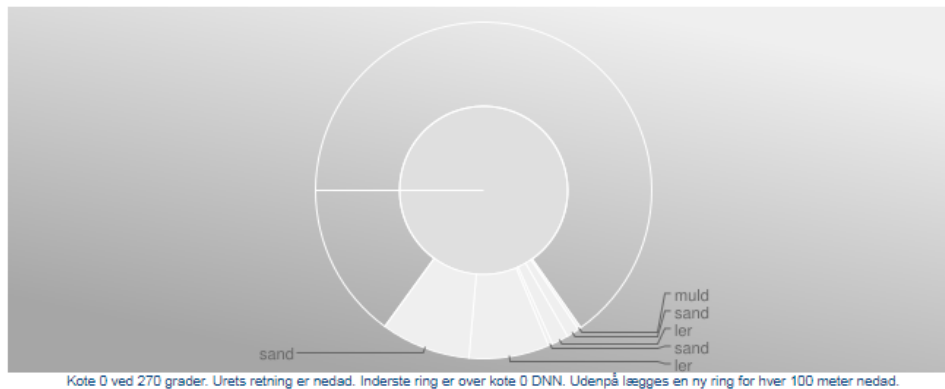 muld
sand
ler
sand
ler
sand
Kote 0 ved 270 grader. Urets retning er nedad. Inderste ring er over kote 0 DNN. Udenpå lægges en ny ring for hver 100 meter nedad.